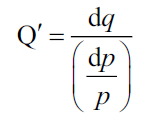 Q′ = dq / ( (dp / p) )